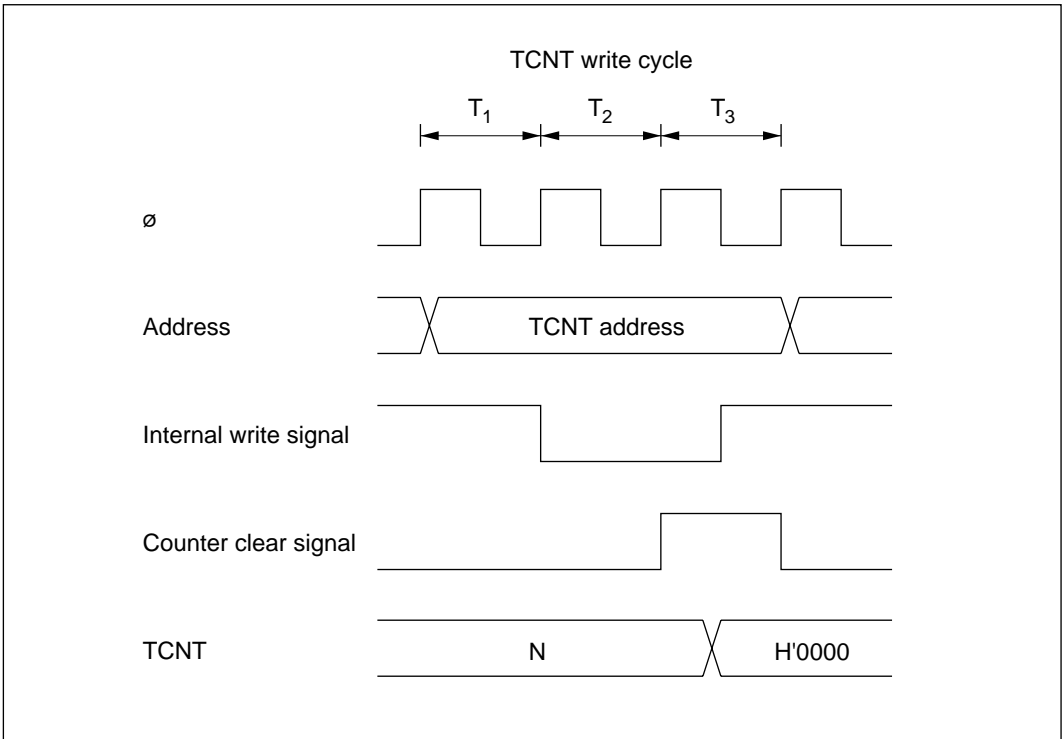 TCNT write cycle
T1 T2 T3
ø
Address TCNT address
Internal write signal
Counter clear signal
TCNT N H'0000